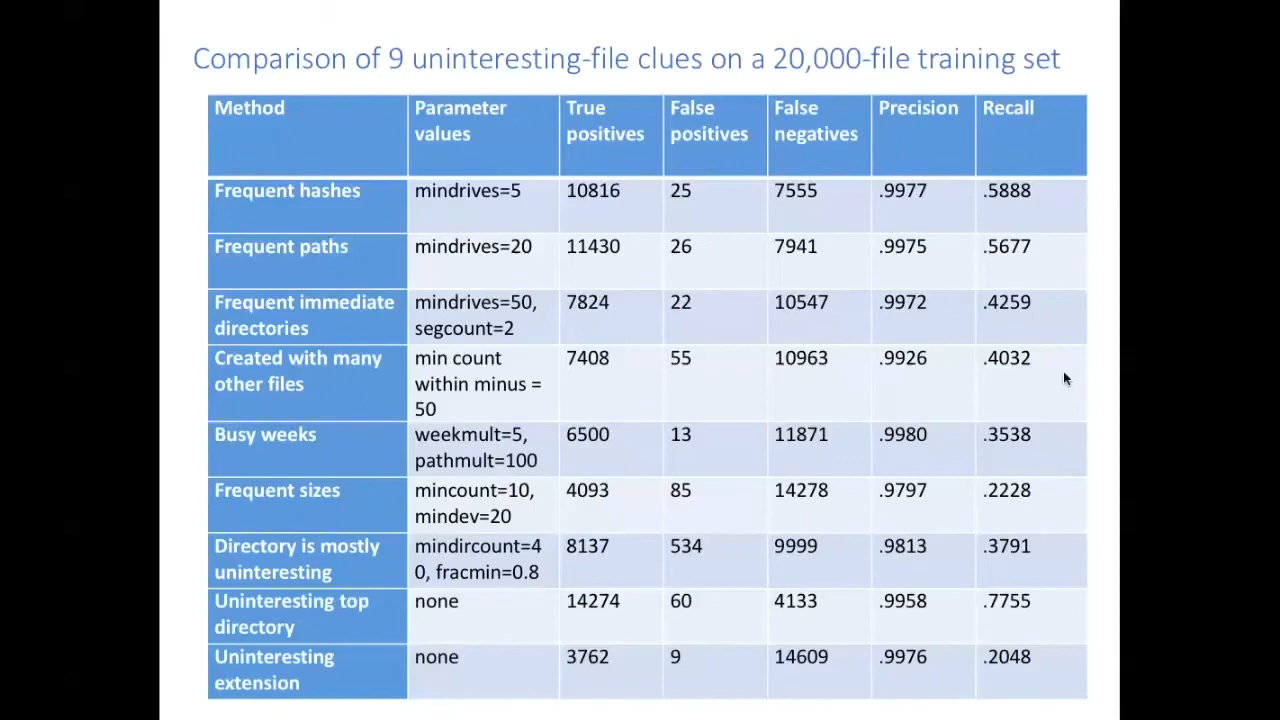 Comparison of 9 uninteresting-file clues on a 20,000-file training set
Method Parameter values True positives False positives False negatives Precision Recall
Frequent hashes mindrives=5 10816 25 7555 .9977 .5888
Frequent paths mindrives=20 11430 26 7941 .9975 .5677
Frequent immediate directories mindrives=50, segcount=2 7824 22 10547 .9972 .4259
Created with many other files min count within minus = 50 7408 55 10963 .9926 .4032
Busy weeks weekmult=5, pathmult=100 6500 13 11871 .9980 .3538
Frequent sizes mincount=10, mindev=20 4093 85 14278 .9797 .2228
Directory is mostly uninteresting mindircount=40, fracmin=0.8 8137 534 9999 .9813 .3791
Uninteresting top directory none 14274 60 4133 .9958 .7755
Uninteresting extension none 3762 9 14609 .9976 .2048